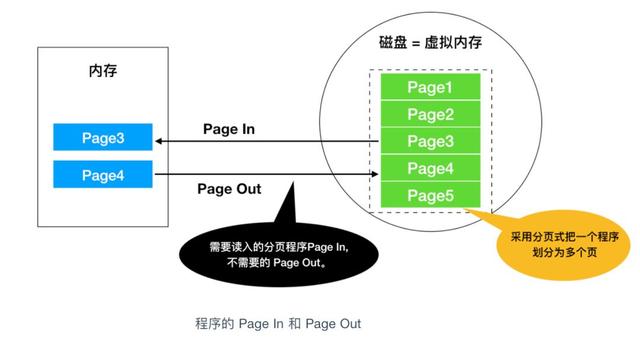 磁盘 = 虚拟内存
内存
Page1
Page2
Page3
Page4
Page5
Page In
Page3
Page4
Page Out
需要读入的分页程序Page In,
不需要的 Page Out。
采用分页式把一个程序
划分为多个页
程序的 Page In 和 Page Out